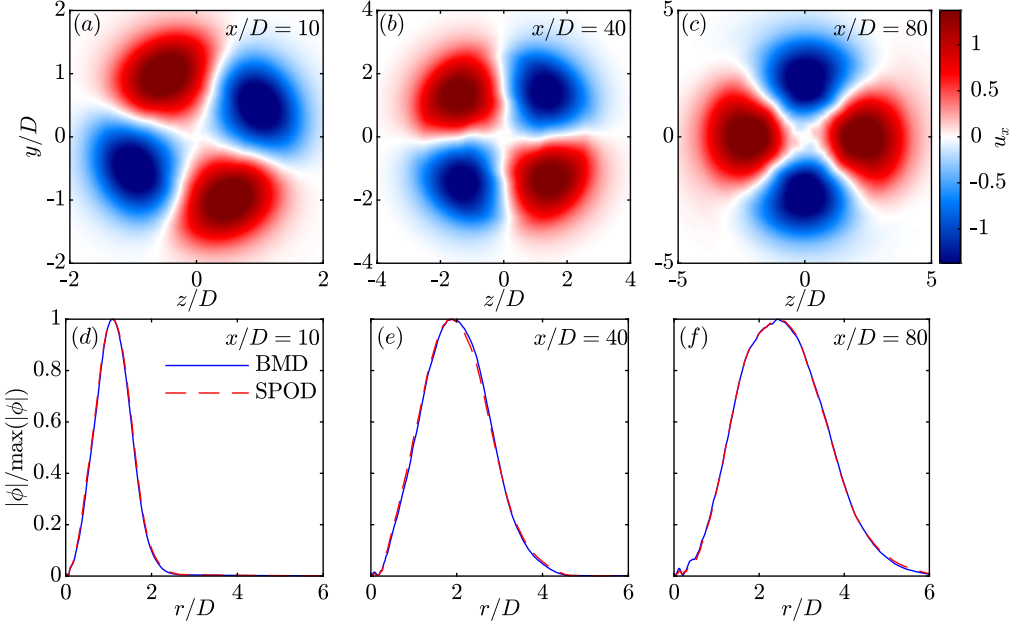 (a) x/D = 10
(b) x/D = 40
(c) x/D = 80
2
1
0
-1
-2
y/D
-2 0 2
z/D
4
2
0
-2
-4
-4 -2 0 2 4
z/D
5
0
-5
-5 0 5
z/D
1
0.5
0
-0.5
-1
u_x
(d) x/D = 10
BMD
SPOD
1
0.8
0.6
0.4
0.2
0
|ϕ|/max(|ϕ|)
0 2 4 6
r/D
(e) x/D = 40
0 2 4 6
r/D
(f) x/D = 80
0 2 4 6
r/D